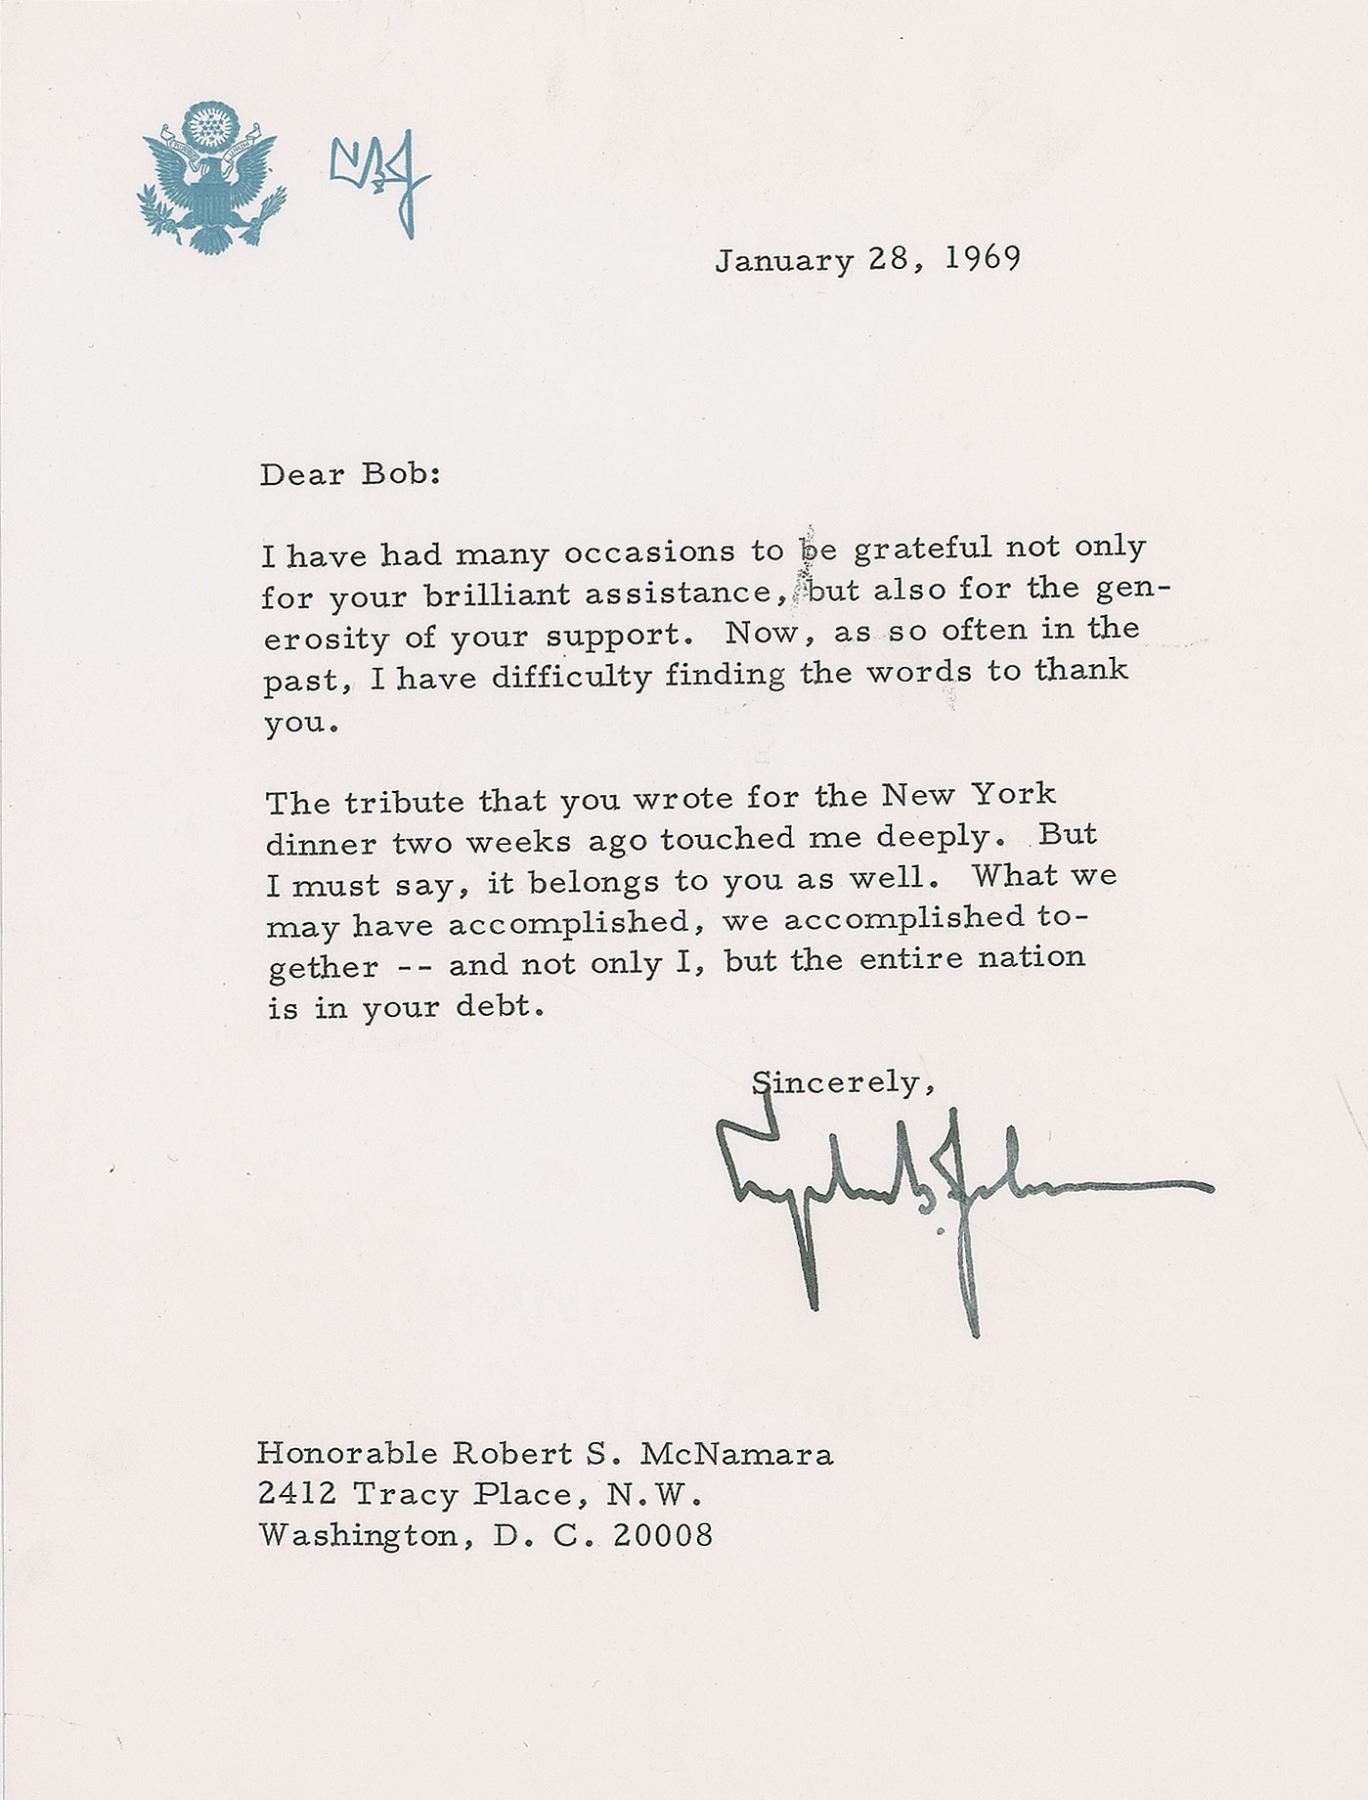 LBJ
January 28, 1969
Dear Bob:
I have had many occasions to be grateful not only
for your brilliant assistance, but also for the gen-
erosity of your support.  Now, as so often in the
past, I have difficulty finding the words to thank
you.
The tribute that you wrote for the New York
dinner two weeks ago touched me deeply.  But
I must say, it belongs to you as well.  What we
may have accomplished, we accomplished to-
gether -- and not only I, but the entire nation
is in your debt.
Sincerely,
Lyndon B. Johnson
Honorable Robert S. McNamara
2412 Tracy Place, N.W.
Washington, D. C. 20008